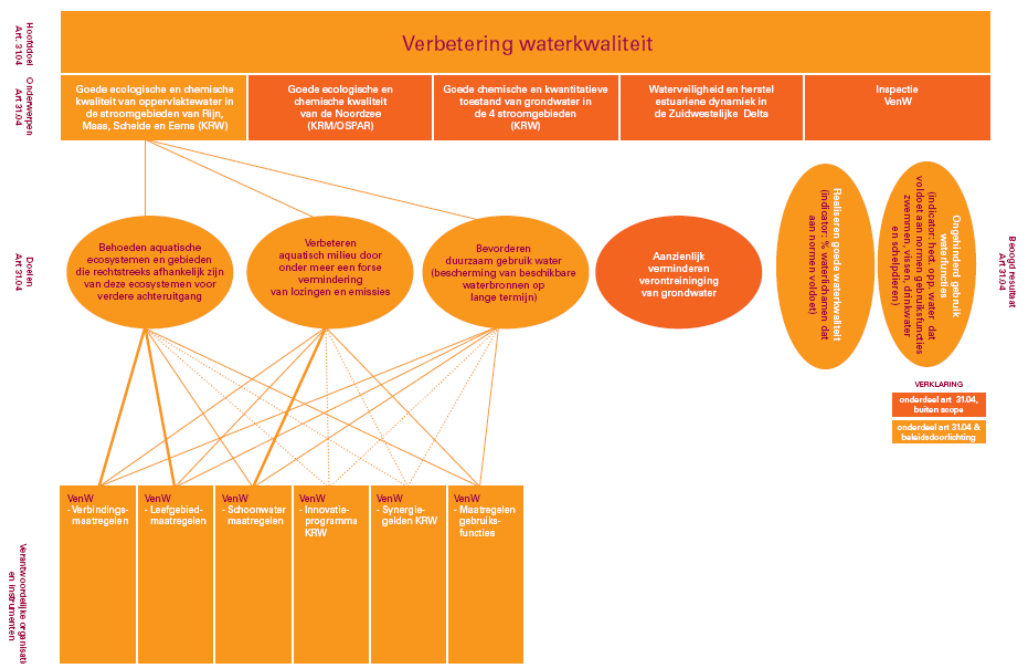 Hoofddoel
Art. 31.04
Verbetering waterkwaliteit
Onderwerpen
Art 31.04
Goede ecologische en chemische
kwaliteit van oppervlaktewater in
de stroomgebieden van Rijn,
Maas, Schelde en Eems (KRW)
Goede ecologische en
chemische kwaliteit
van de Noordzee
(KRM/OSPAR)
Goede chemische en kwantitatieve
toestand van grondwater in
de 4 stroomgebieden
(KRW)
Waterveiligheid en herstel
estuariene dynamiek in
de Zuidwestelijke Delta
Inspectie
VenW
Doelen
Art 31.04
Behoeden aquatische
ecosystemen en gebieden
die rechtstreeks afhankelijk zijn
van deze ecosystemen voor
verdere achteruitgang
Verbeteren
aquatisch milieu door
onder meer een forse
vermindering
van lozingen en emissies
Bevorderen
duurzaam gebruik water
(bescherming van beschikbare
waterbronnen op
lange termijn)
Aanzienlijk
verminderen
verontreininging
van grondwater
Realiseren goede waterkwaliteit
(indicator: % waterlichamen dat
aan normen voldoet)
Ongehinderd gebruik
waterfuncties
(indicator: hect. opp. water dat
voldoet aan normen gebruiksfuncties
zwemmen, vissen, drinkwater
en schelpdieren)
Beoogd resultaat
Art 31.04
VERKLARING
onderdeel art 31.04,
buiten scope
onderdeel art 31.04 &
beleidsdoorlichting
Verantwoordelijke organisati
en instrumenten
VenW
- Verbindings-
maatregelen
VenW
- Leefgebied-
maatregelen
VenW
- Schoonwater
maatregelen
VenW
- Innovatie-
programma
KRW
VenW
- Synergie-
gelden KRW
VenW
- Maatregelen
gebruiks-
functies